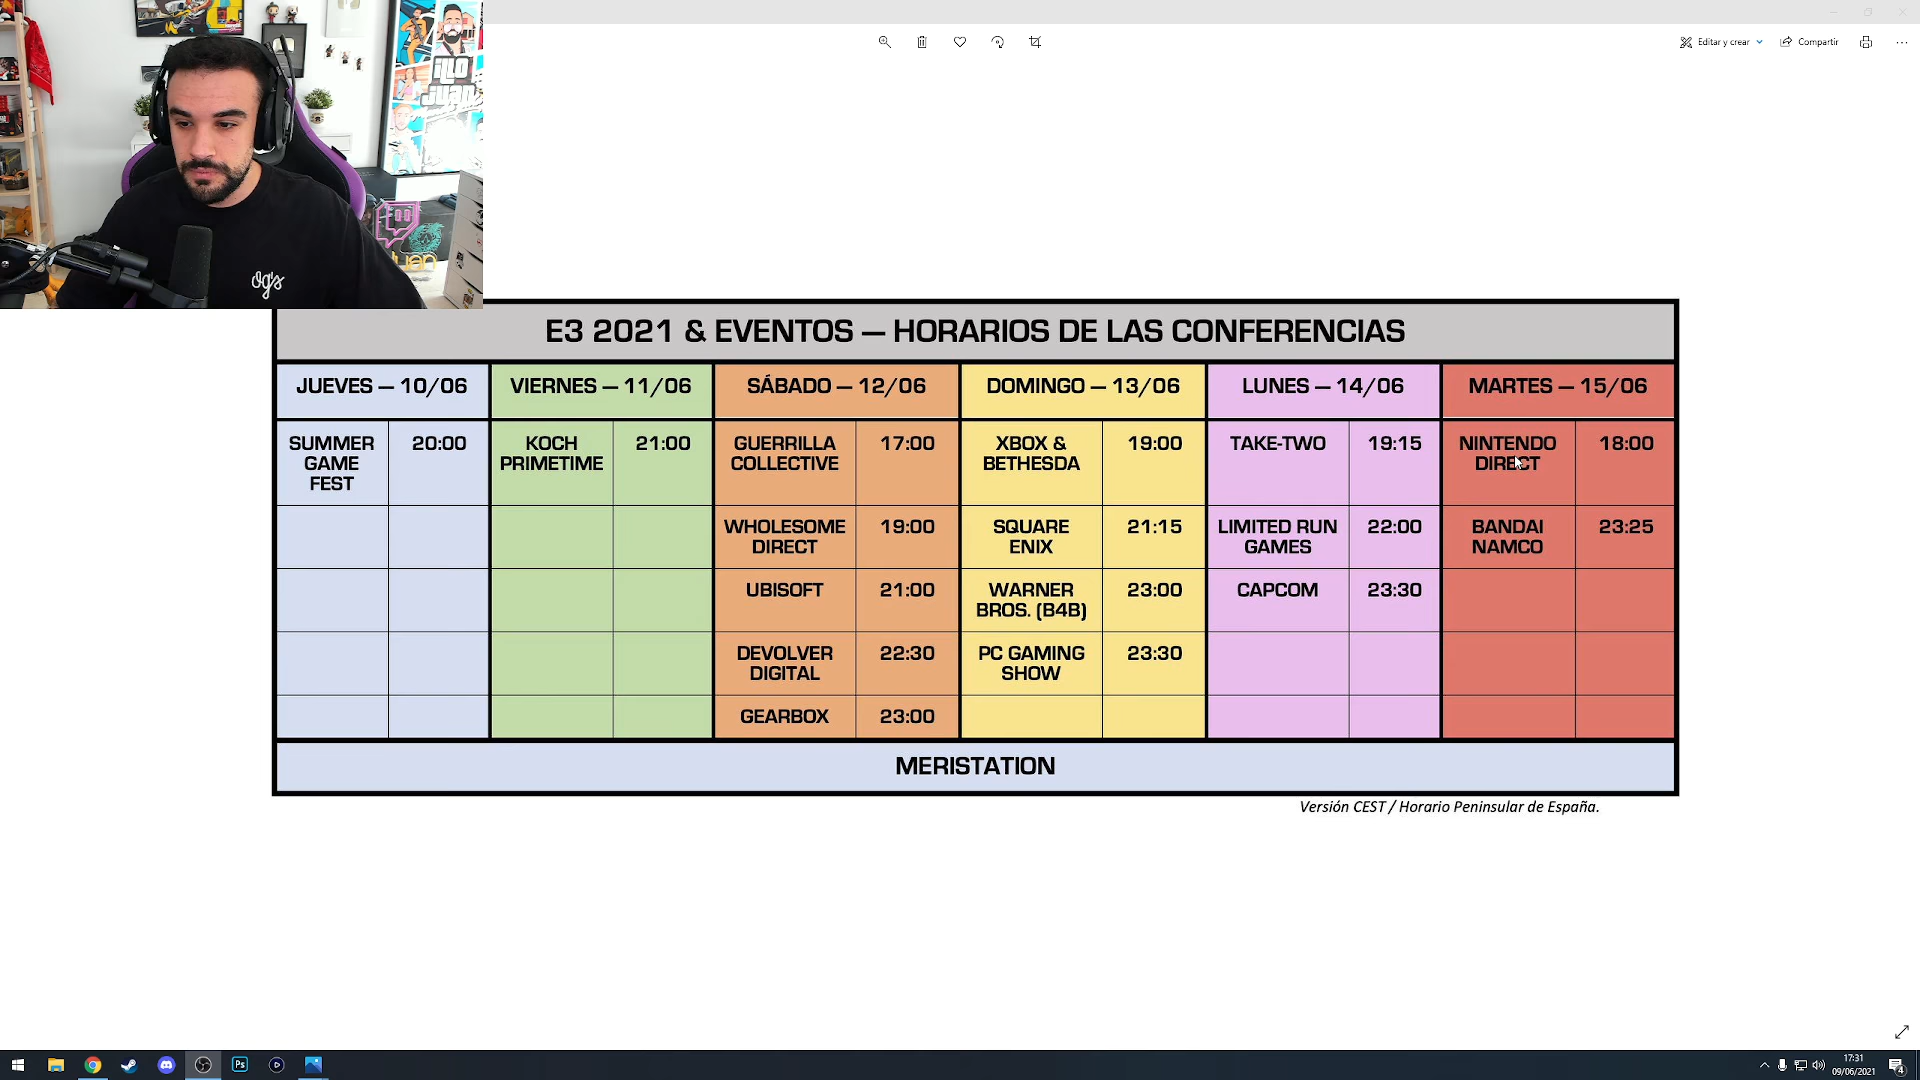 Editar y crear
Compartir
ILLO
Juan
Og's
E3 2021 & EVENTOS — HORARIOS DE LAS CONFERENCIAS
JUEVES — 10/06 VIERNES — 11/06 SÁBADO — 12/06 DOMINGO — 13/06 LUNES — 14/06 MARTES — 15/06
SUMMER 20:00 KOCH 21:00 GUERRILLA 17:00 XBOX & 19:00 TAKE-TWO 19:15 NINTENDO 18:00
GAME PRIMETIME COLLECTIVE BETHESDA DIRECT
FEST
WHOLESOME 19:00 SQUARE 21:15 LIMITED RUN 22:00 BANDAI 23:25
DIRECT ENIX GAMES NAMCO
UBISOFT 21:00 WARNER 23:00 CAPCOM 23:30
BROS. (B4B)
DEVOLVER 22:30 PC GAMING 23:30
DIGITAL SHOW
GEARBOX 23:00
MERISTATION
Versión CEST / Horario Peninsular de España.
Ps
17:31
09/06/2021
4